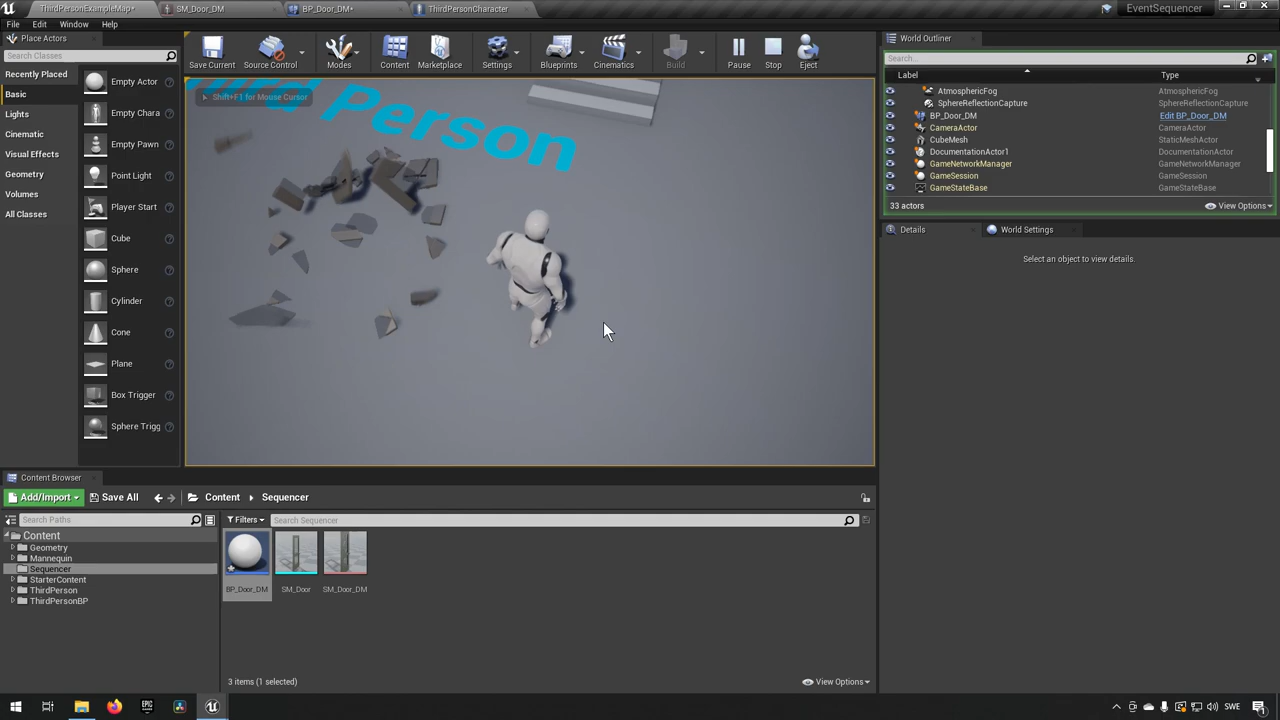 ThirdPersonExampleMap*
SM_Door_DM
BP_Door_DM*
ThirdPersonCharacter
EventSequencer
File
Edit
Window
Help
Place Actors
Search Classes
Recently Placed
Basic
Lights
Cinematic
Visual Effects
Geometry
Volumes
All Classes
Empty Actor
Empty Chara
Empty Pawn
Point Light
Player Start
Cube
Sphere
Cylinder
Cone
Plane
Box Trigger
Sphere Trigg
Save Current
Source Control
Modes
Content
Marketplace
Settings
Blueprints
Cinematics
Build
Pause
Stop
Eject
Shift+F1 for Mouse Cursor
Third Person
World Outliner
Search...
Label
Type
AtmosphericFog
AtmosphericFog
SphereReflectionCapture
SphereReflectionCapture
BP_Door_DM
Edit BP_Door_DM
CameraActor
CameraActor
CubeMesh
StaticMeshActor
DocumentationActor1
DocumentationActor
GameNetworkManager
GameNetworkManager
GameSession
GameSession
GameStateBase
GameStateBase
33 actors
View Options
Details
World Settings
Select an object to view details.
Content Browser
Add/Import
Save All
Content
Sequencer
Search Paths
Filters
Search Sequencer
Content
Geometry
Mannequin
Sequencer
StarterContent
ThirdPerson
ThirdPersonBP
BP_Door_DM
SM_Door
SM_Door_DM
3 items (1 selected)
View Options
EPIC
SWE